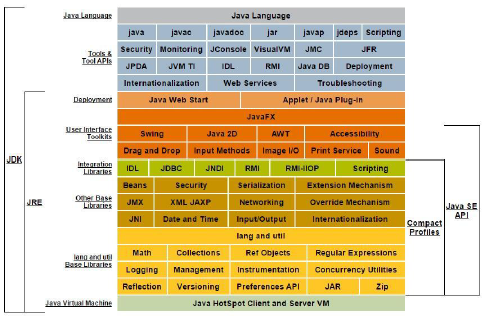 Java Language Java Language
java javac javadoc jar javap jdeps Scripting
Security Monitoring JConsole VisualVM JMC JFR
Tools & Tool APIs
JPDA JVM TI IDL RMI Java DB Deployment
Internationalization Web Services Troubleshooting
Deployment Java Web Start Applet / Java Plug-in
JavaFX
User Interface Toolkits
Swing Java 2D AWT Accessibility
Drag and Drop Input Methods Image I/O Print Service Sound
Integration Libraries
IDL JDBC JNDI RMI RMI-IIOP Scripting
JDK
JRE
Beans Security Serialization Extension Mechanism
Other Base Libraries
JMX XML JAXP Networking Override Mechanism
JNI Date and Time Input/Output Internationalization
Java SE API
Compact Profiles
lang and util
lang and util Base Libraries
Math Collections Ref Objects Regular Expressions
Logging Management Instrumentation Concurrency Utilities
Reflection Versioning Preferences API JAR Zip
Java Virtual Machine Java HotSpot Client and Server VM